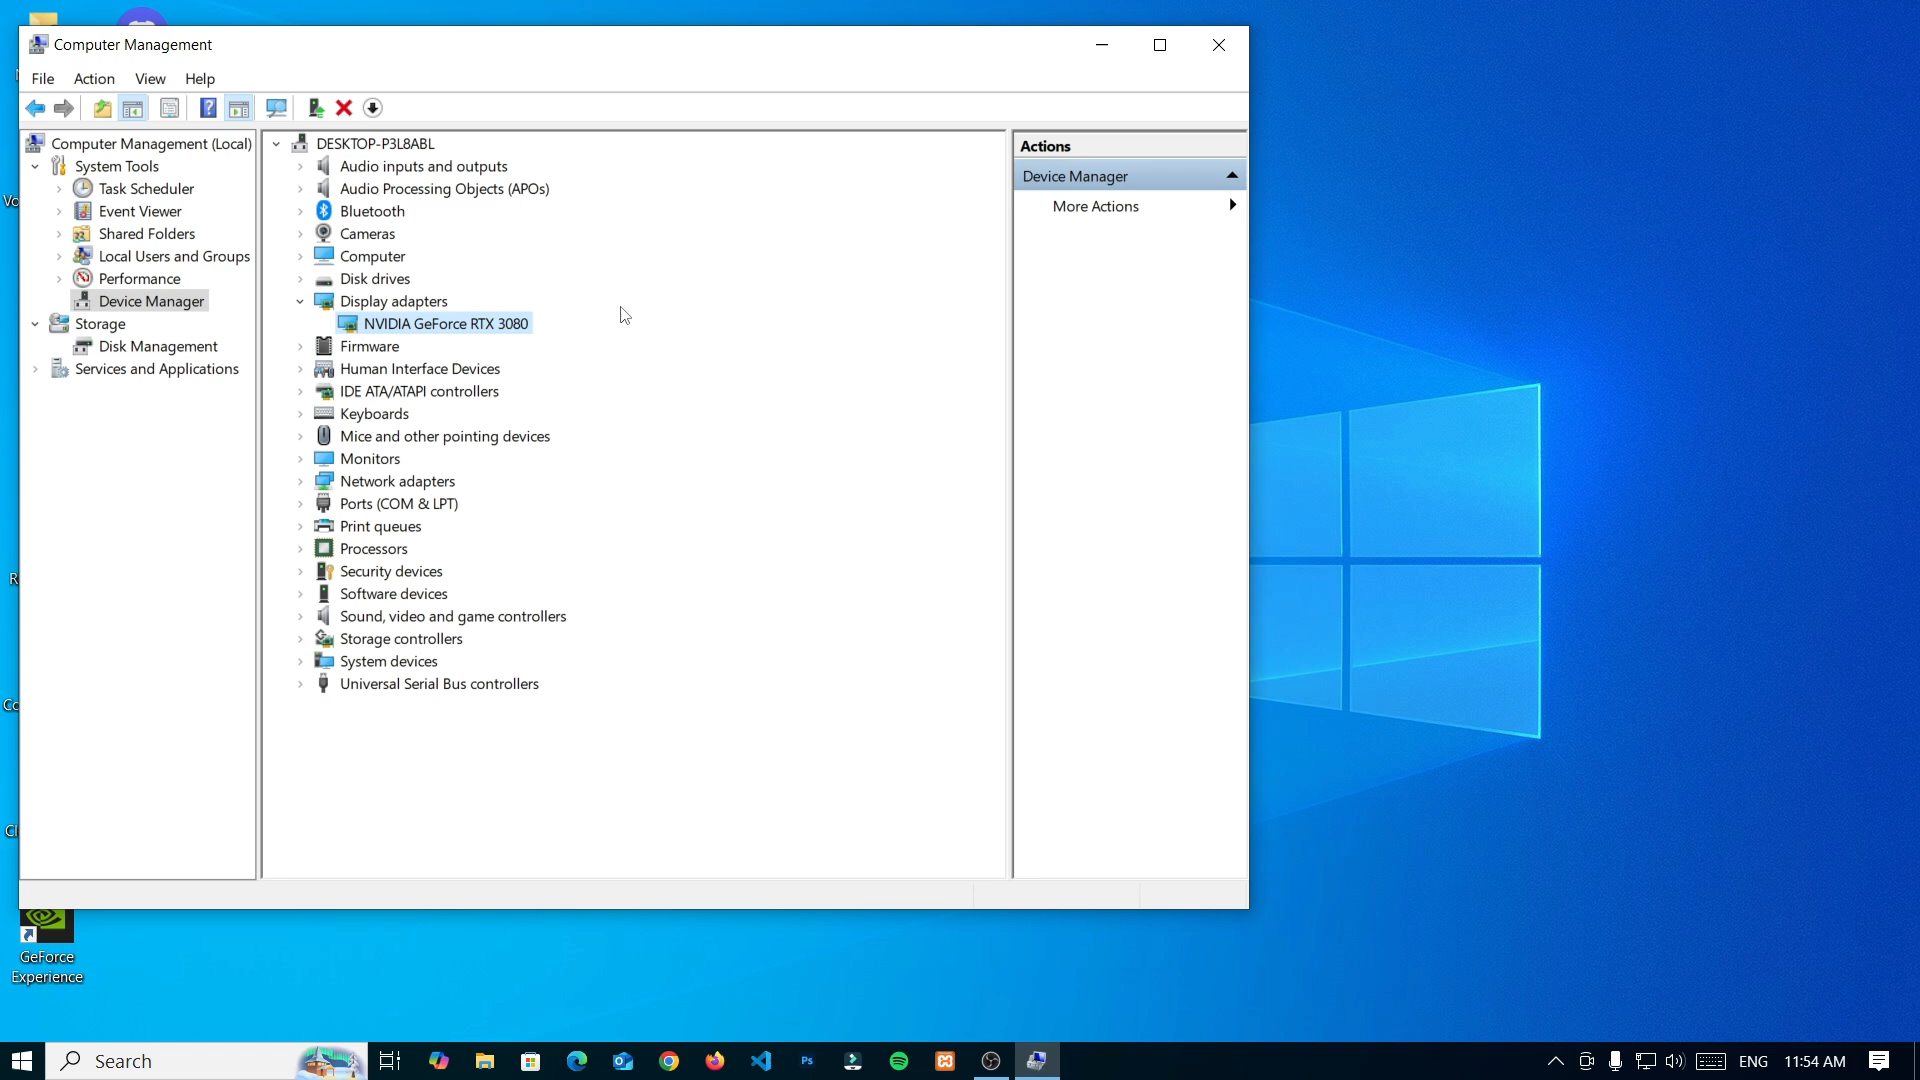 Computer Management
File Action View Help
Computer Management (Local)
System Tools
Task Scheduler
Event Viewer
Shared Folders
Local Users and Groups
Performance
Device Manager
Storage
Disk Management
Services and Applications
DESKTOP-P3L8ABL
Audio inputs and outputs
Audio Processing Objects (APOs)
Bluetooth
Cameras
Computer
Disk drives
Display adapters
NVIDIA GeForce RTX 3080
Firmware
Human Interface Devices
IDE ATA/ATAPI controllers
Keyboards
Mice and other pointing devices
Monitors
Network adapters
Ports (COM & LPT)
Print queues
Processors
Security devices
Software devices
Sound, video and game controllers
Storage controllers
System devices
Universal Serial Bus controllers
Actions
Device Manager
More Actions
GeForce
Experience
Search
Ps
ENG
11:54 AM